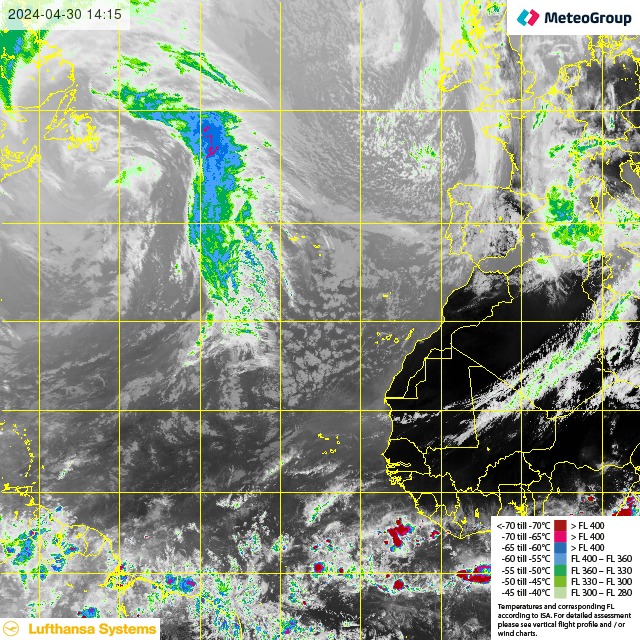 2024-04-30 14:15
MeteoGroup
<-70 till -70°C > FL 400
-70 till -65°C > FL 400
-65 till -60°C > FL 400
-60 till -55°C FL 400 - FL 360
-55 till -50°C FL 360 - FL 330
-50 till -45°C FL 330 - FL 300
-45 till -40°C FL 300 - FL 280
Temperatures and corresponding FL
according to ISA. For detailed assessment
please see vertical flight profile and / or
wind charts.
Lufthansa Systems